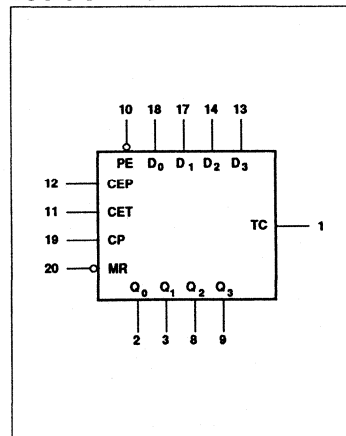 10 18 17 14 13
PE D0 D1 D2 D3
12 CEP
11 CET
TC 1
19 CP
20 MR
Q0 Q1 Q2 Q3
2 3 8 9